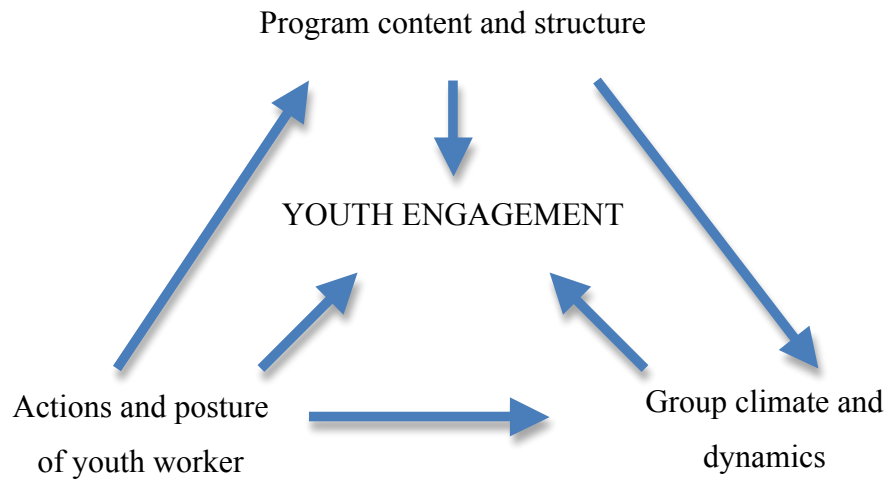 Program content and structure
YOUTH ENGAGEMENT
Actions and posture
of youth worker
Group climate and
dynamics